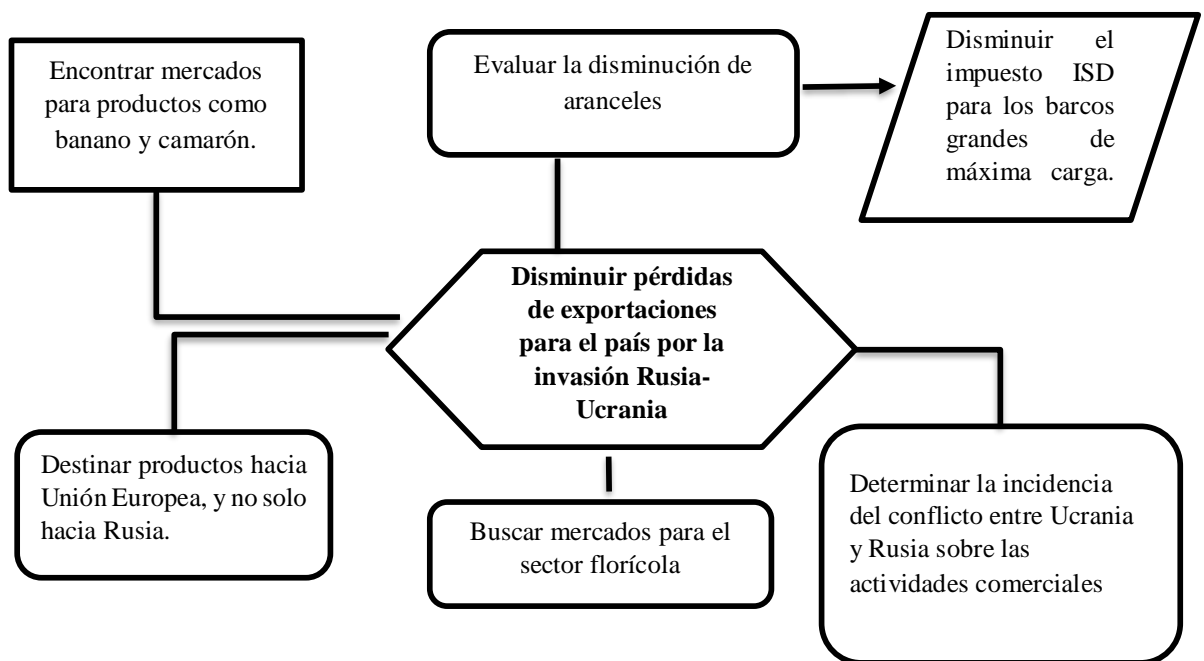 Encontrar mercados
para productos como
banano y camarón.
Evaluar la disminución de
aranceles
Disminuir el
impuesto ISD
para los barcos
grandes de
máxima carga.
Disminuir pérdidas
de exportaciones
para el país por la
invasión Rusia-
Ucrania
Destinar productos hacia
Unión Europea, y no solo
hacia Rusia.
Buscar mercados para el
sector florícola
Determinar la incidencia
del conflicto entre Ucrania
y Rusia sobre las
actividades comerciales